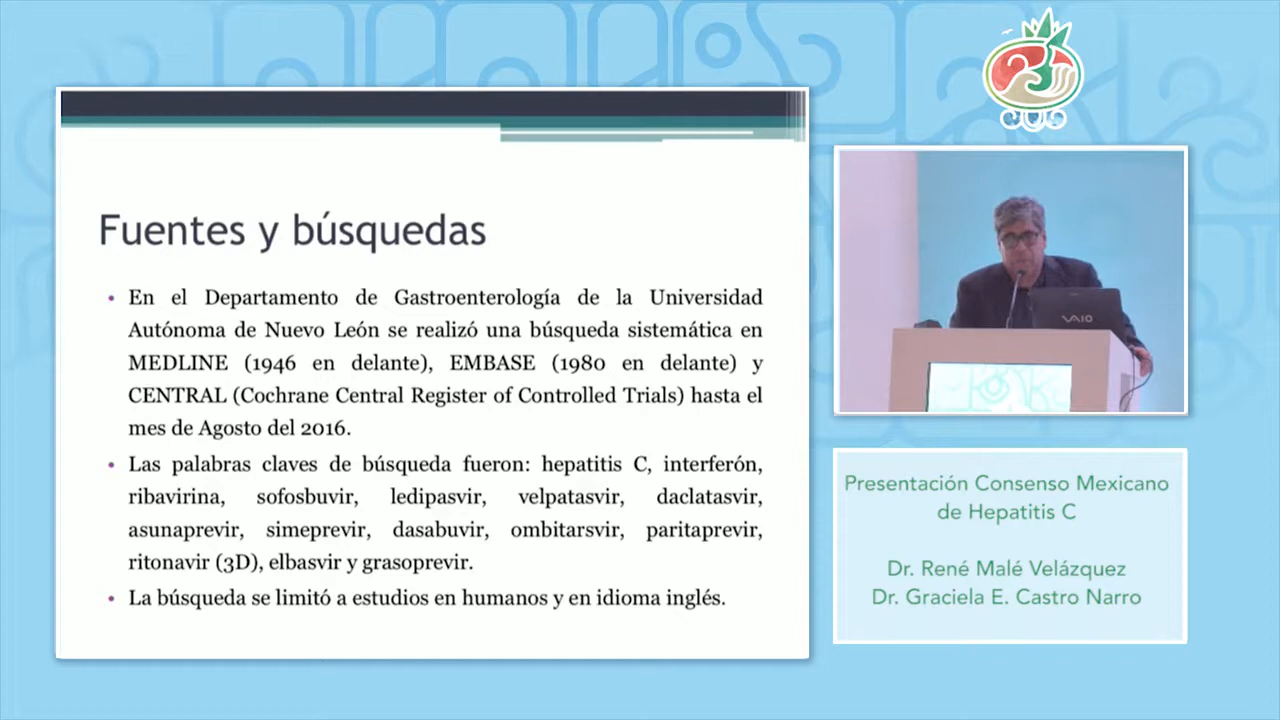 Fuentes y búsquedas
• En el Departamento de Gastroenterología de la Universidad
Autónoma de Nuevo León se realizó una búsqueda sistemática en
MEDLINE (1946 en delante), EMBASE (1980 en delante) y
CENTRAL (Cochrane Central Register of Controlled Trials) hasta el
mes de Agosto del 2016.
• Las palabras claves de búsqueda fueron: hepatitis C, interferón,
ribavirina, sofosbuvir, ledipasvir, velpatasvir, daclatasvir,
asunaprevir, simeprevir, dasabuvir, ombitarsvir, paritaprevir,
ritonavir (3D), elbasvir y grasoprevir.
• La búsqueda se limitó a estudios en humanos y en idioma inglés.
VAIO
Presentación Consenso Mexicano
de Hepatitis C
Dr. René Malé Velázquez
Dr. Graciela E. Castro Narro